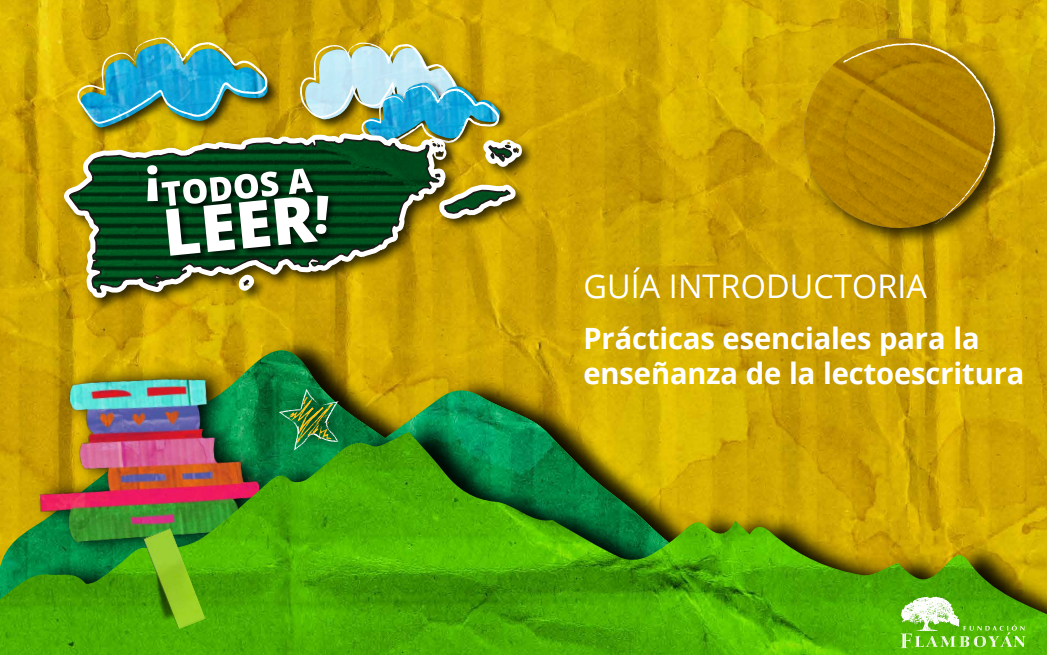 ¡TODOS A
LEER!
GUÍA INTRODUCTORIA
Prácticas esenciales para la
enseñanza de la lectoescritura
FUNDACIÓN
FLAMBOYÁN